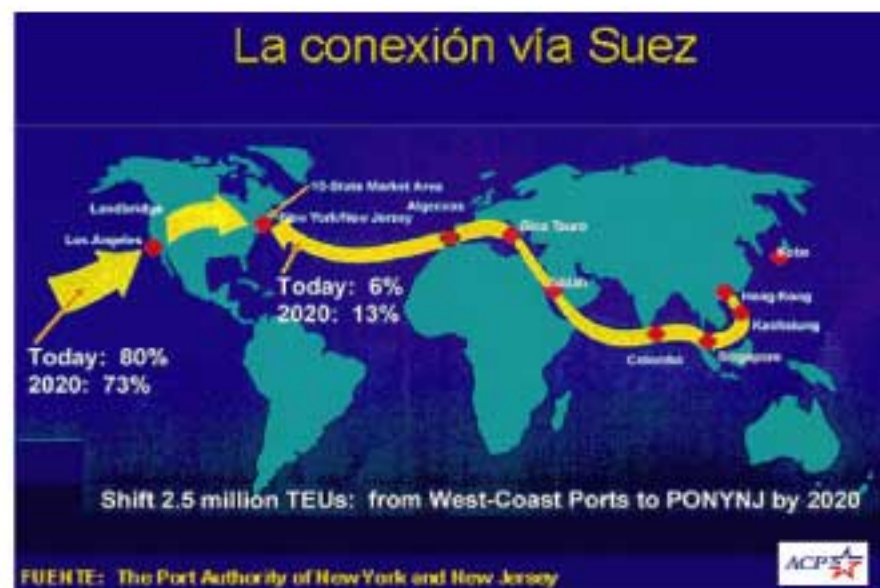 La conexión vía Suez
10-State Market Area
Landbridge
Algeciras
New York/New Jersey
Gioia Tauro
Los Angeles
Kobe
Today: 6%
2020: 13%
Hong Kong
Kaohsiung
Today: 80%
2020: 73%
Colombo
Singapore
Shift 2.5 million TEUs: from West-Coast Ports to PONYNJ by 2020
FUENTE: The Port Authority of New York and New Jersey
ACP